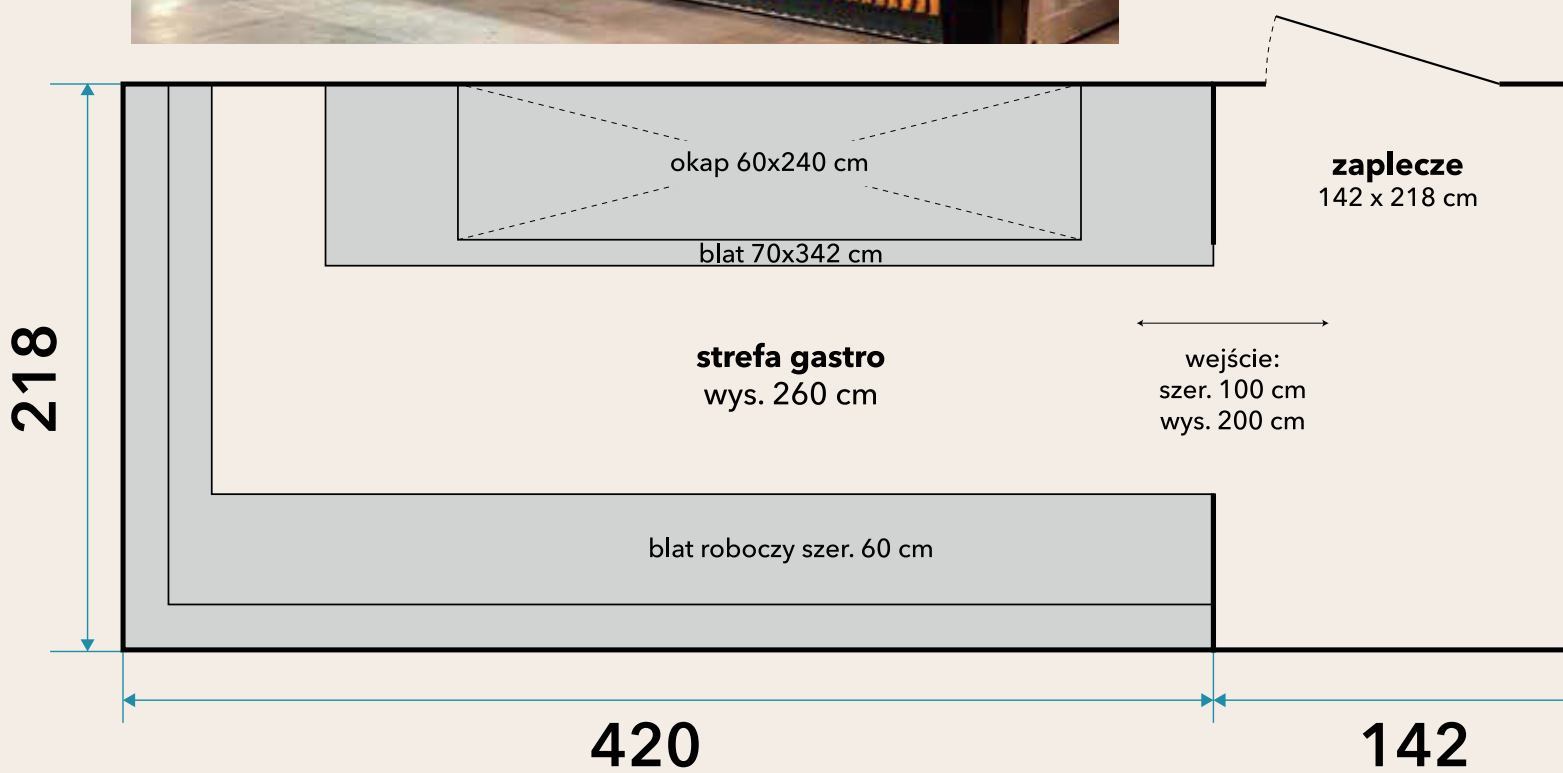 okap 60x240 cm
zaplecze
142 x 218 cm
blat 70x342 cm
218
strefa gastro
wys. 260 cm
wejście:
szer. 100 cm
wys. 200 cm
blat roboczy szer. 60 cm
420
142